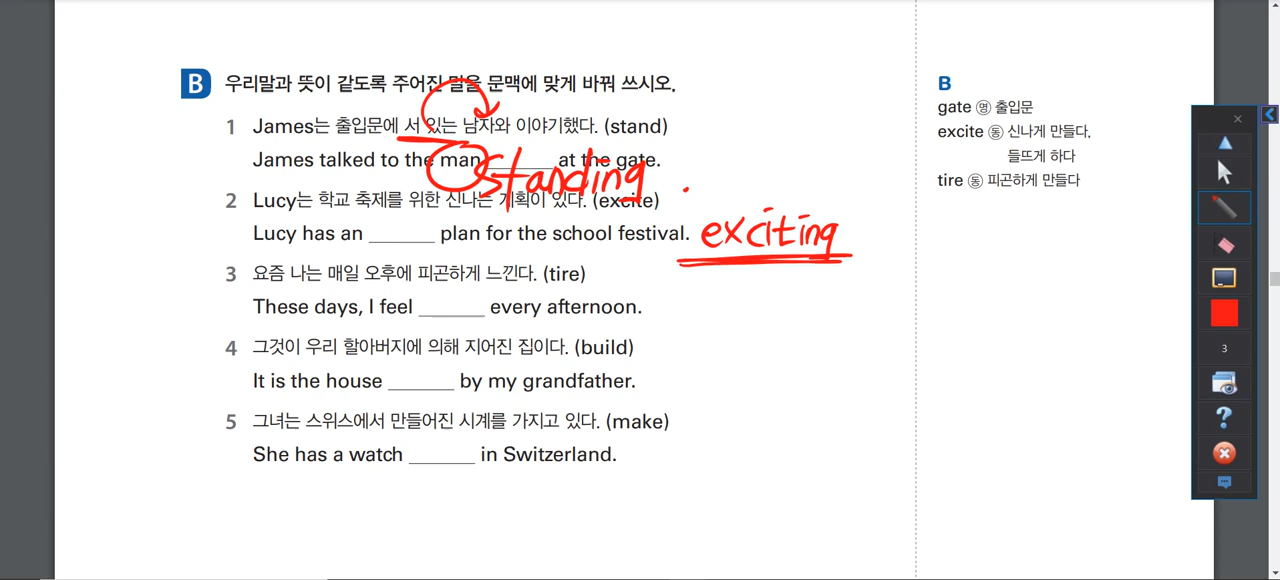 B 우리말과 뜻이 같도록 주어진 말을 문맥에 맞게 바꿔 쓰시오.
1 James는 출입문에 서 있는 남자와 이야기했다. (stand)
James talked to the man ______ at the gate.
standing
2 Lucy는 학교 축제를 위한 신나는 계획이 있다. (excite)
Lucy has an ______ plan for the school festival. exciting
3 요즘 나는 매일 오후에 피곤하게 느낀다. (tire)
These days, I feel ______ every afternoon.
4 그것이 우리 할아버지에 의해 지어진 집이다. (build)
It is the house ______ by my grandfather.
5 그녀는 스위스에서 만들어진 시계를 가지고 있다. (make)
She has a watch ______ in Switzerland.
B
gate 명 출입문
excite 동 신나게 만들다,
들뜨게 하다
tire 동 피곤하게 만들다
3